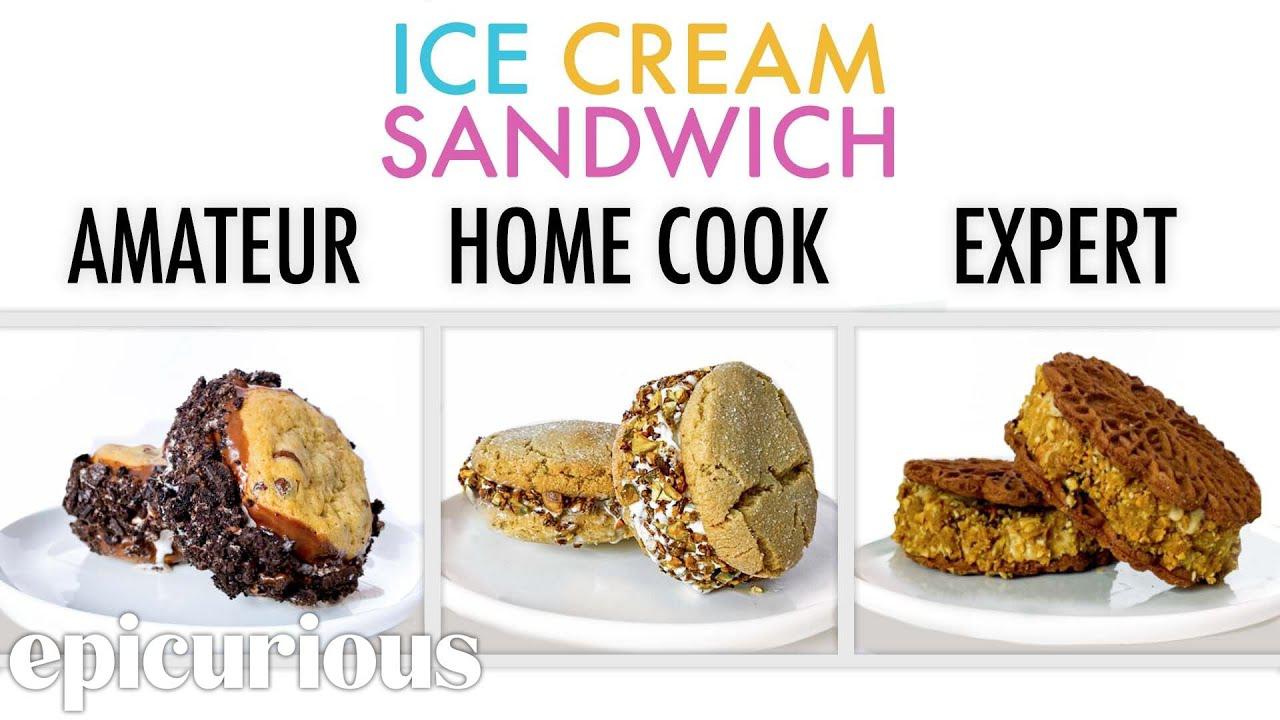 ICE CREAM
SANDWICH
AMATEUR
HOME COOK
EXPERT
epicurious